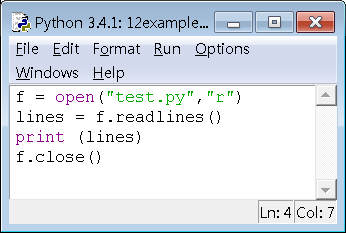 Python 3.4.1: 12example...
File Edit Format Run Options
Windows Help
f = open("test.py","r")
lines = f.readlines()
print (lines)
f.close()
Ln: 4 Col: 7